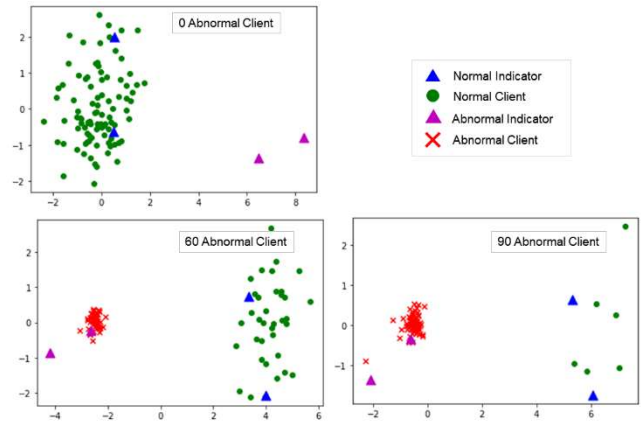 0 Abnormal Client
2
1
0
−1
−2
−2 0 2 4 6 8
Normal Indicator
Normal Client
Abnormal Indicator
Abnormal Client
60 Abnormal Client
2
1
0
−1
−2
−4 −2 0 2 4 6
90 Abnormal Client
2
1
0
−1
−2 0 2 4 6